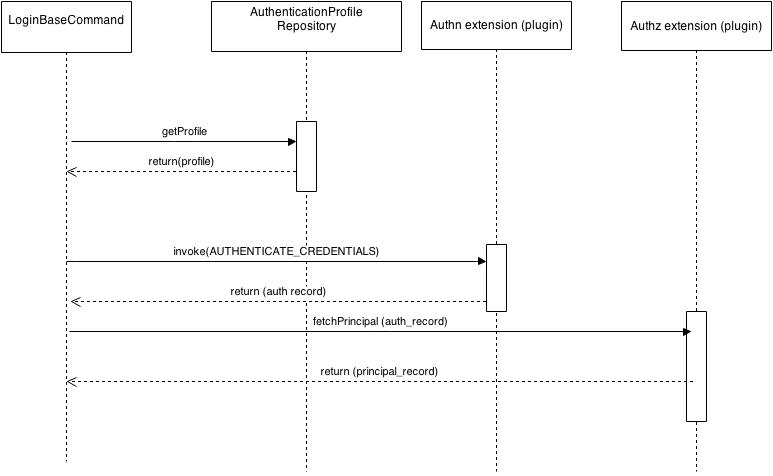 LoginBaseCommand
AuthenticationProfile
Repository
Authn extension (plugin)
Authz extension (plugin)
getProfile
return(profile)
invoke(AUTHENTICATE_CREDENTIALS)
return (auth record)
fetchPrincipal (auth_record)
return (principal_record)